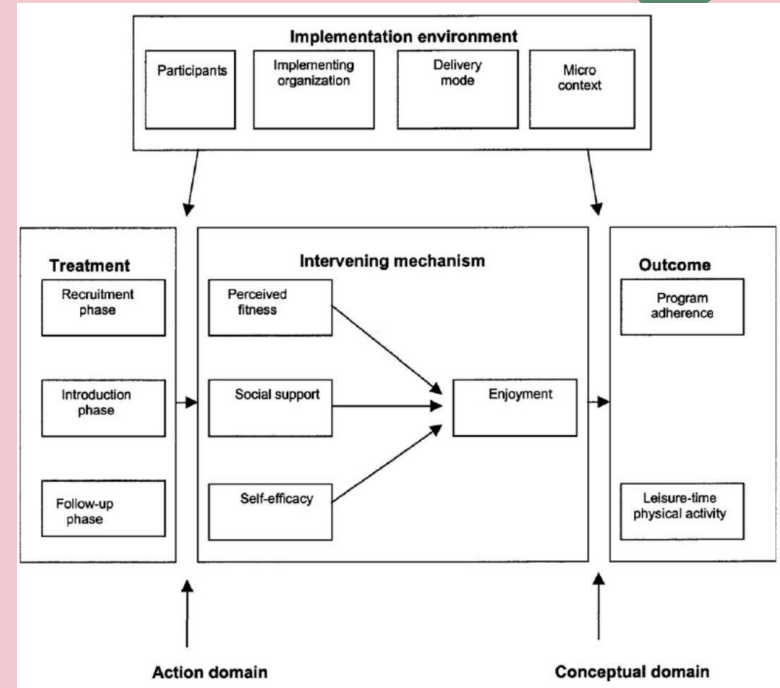 Implementation environment
Participants
Implementing
organization
Delivery
mode
Micro
context
Treatment
Recruitment
phase
Introduction
phase
Follow-up
phase
Intervening mechanism
Perceived
fitness
Social support
Self-efficacy
Enjoyment
Outcome
Program
adherence
Leisure-time
physical activity
Action domain
Conceptual domain